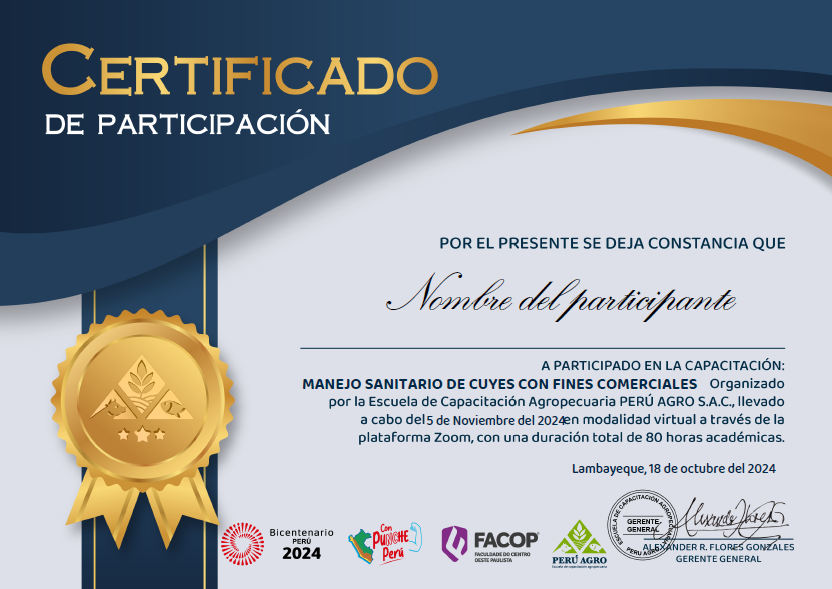 CERTIFICADO
DE PARTICIPACIÓN
POR EL PRESENTE SE DEJA CONSTANCIA QUE
Nombre del participante
A PARTICIPADO EN LA CAPACITACIÓN:
MANEJO SANITARIO DE CUYES CON FINES COMERCIALES Organizado
por la Escuela de Capacitación Agropecuaria PERÚ AGRO S.A.C., llevado
a cabo del 5 de Noviembre del 2024 en modalidad virtual a través de la
plataforma Zoom, con una duración total de 80 horas académicas.
Lambayeque, 18 de octubre del 2024
Bicentenario
PERÚ
2024
Con
PUNCHE
Perú
FACOP
FACULDADE DO CENTRO
OESTE PAULISTA
PERÚ AGRO
Escuela de capacitación agropecuaria
ESCUELA DE CAPACITACIÓN AGROPECUARIA
GERENTE
GENERAL
PERU AGRO
ALEXANDER R. FLORES GONZALES
GERENTE GENERAL